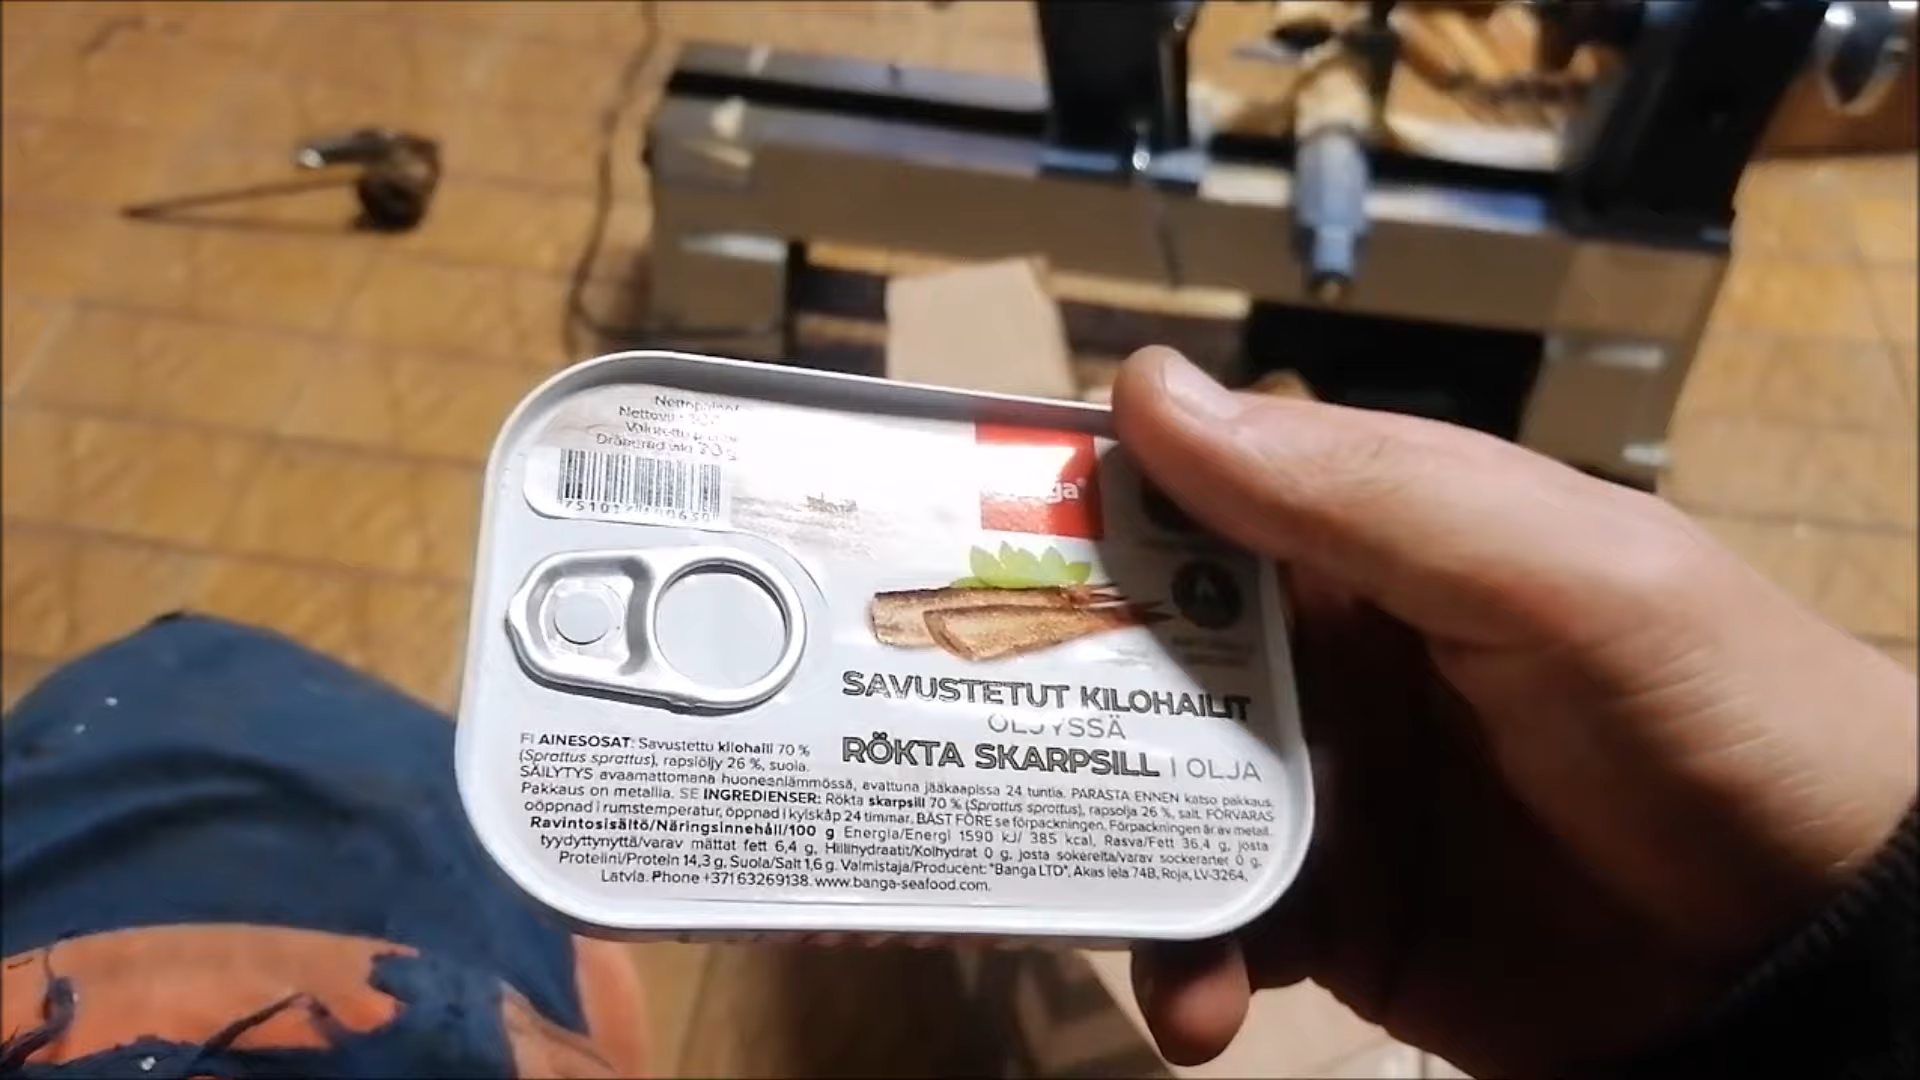 Nettovikt
Dräneread vikt
banga®
SAVUSTETUT KILOHAILIT
ÖLJYSSÄ
RÖKTA SKARPSILL I OLJA
FI AINESOSAT: Savustettu kilohaili 70 %
(Sprattus sprattus), rapsiöljy 26 %, suola.
SÄILYTYS avaamattomana huoneenlämmössä, avattuna jääkaapissa 24 tuntia. PARASTA ENNEN katso pakkaus.
Pakkaus on metallia. SE INGREDIENSER: Rökta skarpsill 70 % (Sprattus sprattus), rapsolja 26 %, salt. FÖRVARAS
oöppnad i rumstemperatur, öppnad i kylskåp 24 timmar. BÄST FÖRE se förpackningen. Förpackningen är av metall.
Ravintosisältö/Näringsinnehåll/100 g Energia/Energi 1590 kJ/ 385 kcal, Rasva/Fett 36,4 g, josta
tyydyttynyttä/varav mättat fett 6,4 g, Hiilihydraatit/Kolhydrat 0 g, josta sokereita/varav sockerarter 0 g,
Proteiini/Protein 14,3 g, Suola/Salt 1,6 g. Valmistaja/Producent: "Banga LTD", Akas iela 74B, Roja, LV-3264,
Latvia. Phone +371 63269138. www.banga-seafood.com.